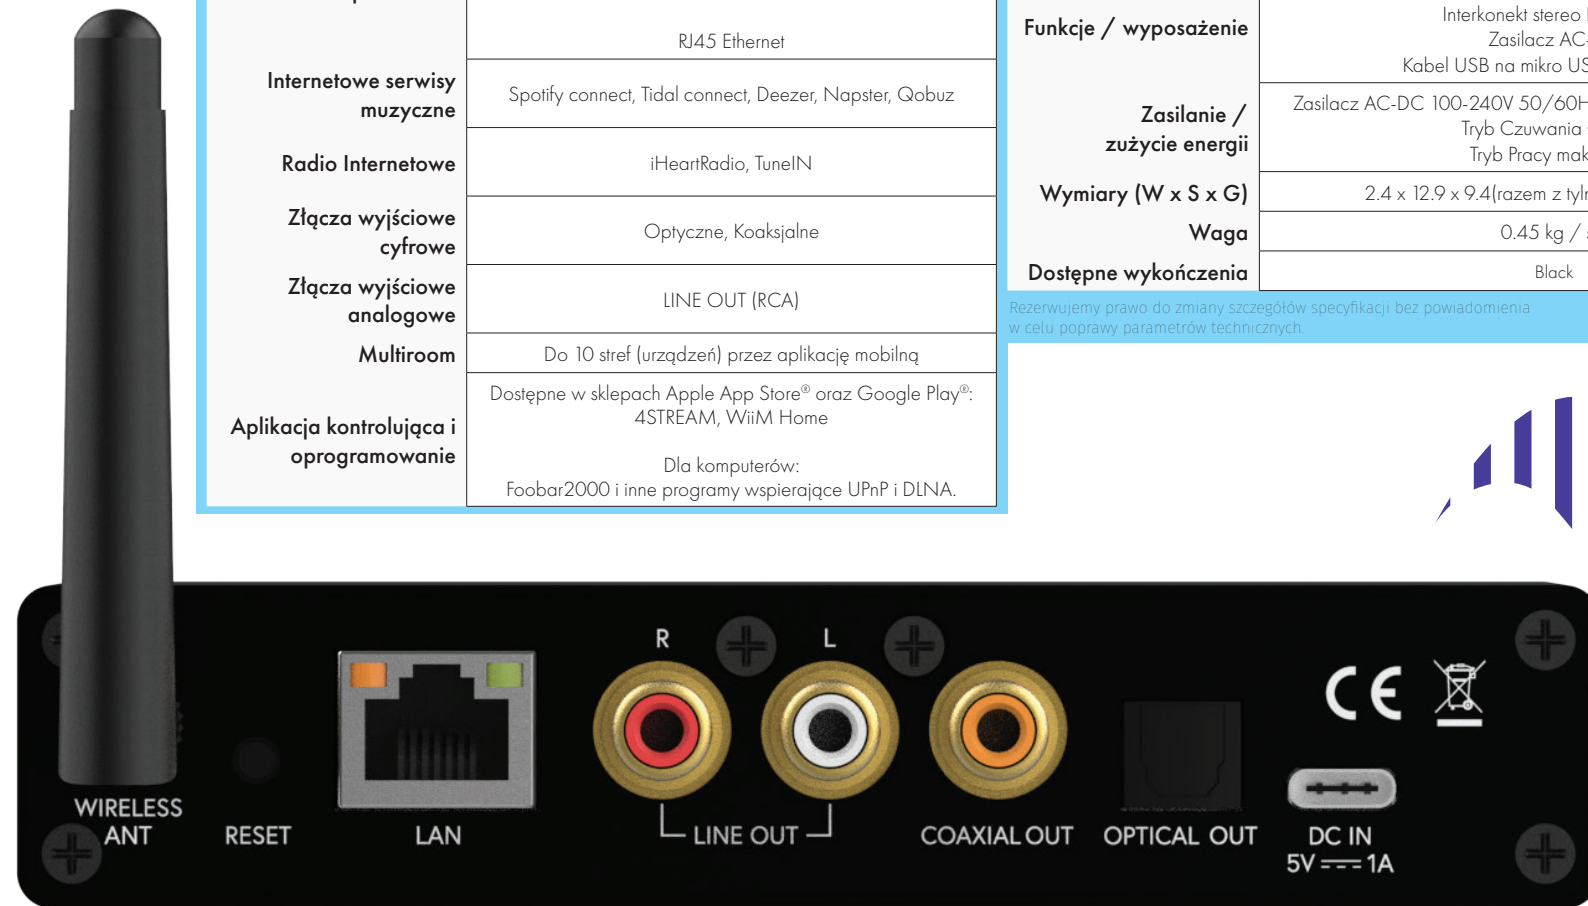 RJ45 Ethernet
Internetowe serwisy
muzyczne
Spotify connect, Tidal connect, Deezer, Napster, Qobuz
Radio Internetowe
iHeartRadio, TuneIN
Złącza wyjściowe
cyfrowe
Optyczne, Koaksjalne
Złącza wyjściowe
analogowe
LINE OUT (RCA)
Multiroom
Do 10 stref (urządzeń) przez aplikację mobilną
Aplikacja kontrolująca i
oprogramowanie
Dostępne w sklepach Apple App Store® oraz Google Play®:
4STREAM, WiiM Home
Dla komputerów:
Foobar2000 i inne programy wspierające UPnP i DLNA.
Funkcje / wyposażenie
Interkonekt stereo
Zasilacz AC-
Kabel USB na mikro
Zasilanie /
zużycie energii
Zasilacz AC-DC 100-240V
Tryb Czuwania
Tryb Pracy
Wymiary (W x S x G)
2.4 x 12.9 x 9.4(razem z
Waga
0.45 kg /
Dostępne wykończenia
Black
Rezerwujemy prawo do zmiany szczegółów specyfikacji bez powiadomienia
w celu poprawy parametrów technicznych.
R L
CE
WIRELESS
ANT
RESET
LAN
LINE OUT
COAXIAL OUT
OPTICAL OUT
DC IN
5V 1A